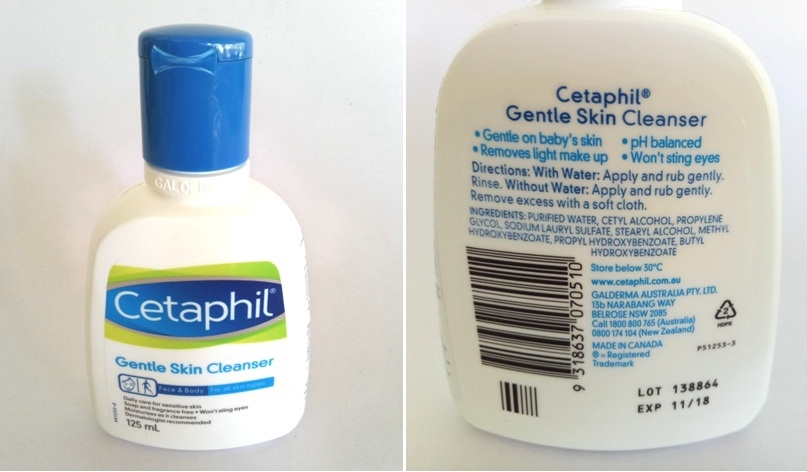 GALDERMA
Cetaphil®
Gentle Skin Cleanser
Face & Body For all skin types
Daily care for sensitive skin
Soap and fragrance free • Won't sting eyes
Moisturises as it cleanses
Dermatologist recommended
125 mL
Cetaphil®
Gentle Skin Cleanser
• Gentle on baby's skin • pH balanced
• Removes light make up • Won't sting eyes
Directions: With Water: Apply and rub gently.
Rinse. Without Water: Apply and rub gently.
Remove excess with a soft cloth.
INGREDIENTS: PURIFIED WATER, CETYL ALCOHOL, PROPYLENE
GLYCOL, SODIUM LAURYL SULFATE, STEARYL ALCOHOL, METHYL
HYDROXYBENZOATE, PROPYL HYDROXYBENZOATE, BUTYL
HYDROXYBENZOATE
Store below 30°C
www.cetaphil.com.au
GALDERMA AUSTRALIA PTY. LTD.
13b NARABANG WAY
BELROSE NSW 2085
Call 1800 800 765 (Australia)
0800 174 104 (New Zealand)
MADE IN CANADA
® = Registered
Trademark
2
HDPE
P51253-3
9 318637 070510
LOT 138864
EXP 11/18